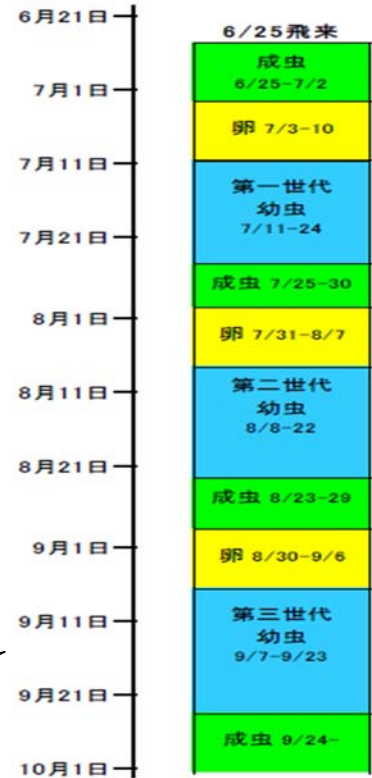 6月21日
7月1日
7月11日
7月21日
8月1日
8月11日
8月21日
9月1日
9月11日
9月21日
10月1日
6/25飛来
成虫
6/25-7/2
卵 7/3-10
第一世代
幼虫
7/11-24
成虫 7/25-30
卵 7/31-8/7
第二世代
幼虫
8/8-22
成虫 8/23-29
卵 8/30-9/6
第三世代
幼虫
9/7-9/23
成虫 9/24-